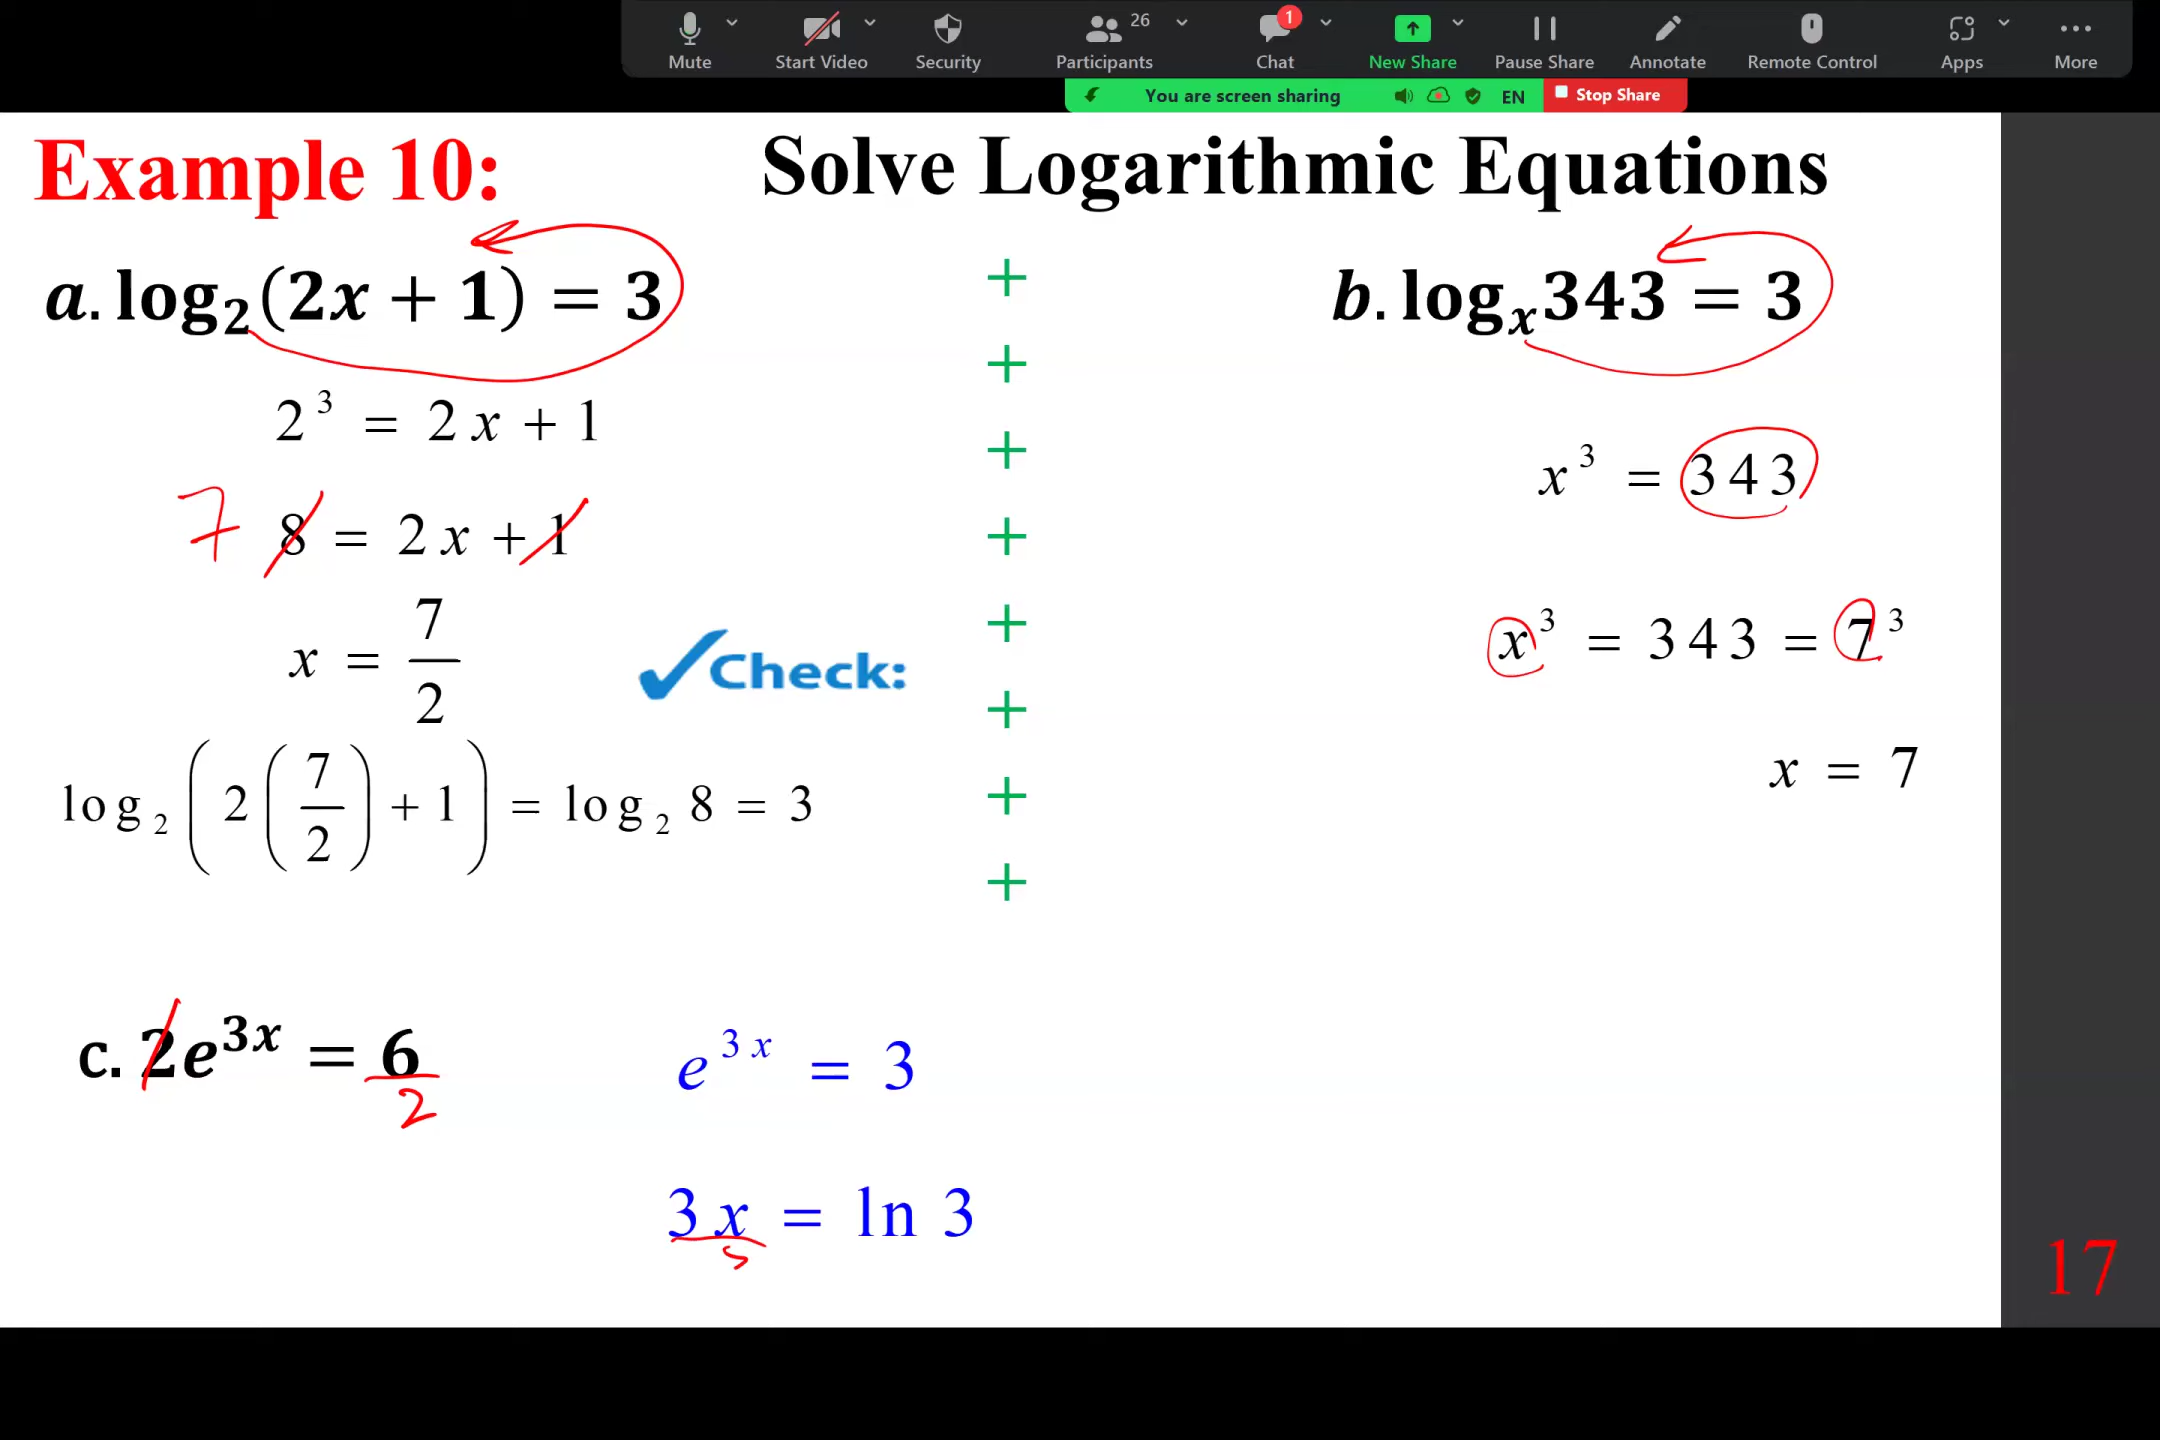 Mute Start Video Security Participants 26 Chat 1 New Share Pause Share Annotate Remote Control Apps More
You are screen sharing EN Stop Share
Example 10: Solve Logarithmic Equations
a. log₂(2x + 1) = 3
2³ = 2x + 1
7 8 = 2x + 1
x = 7/2
✓Check:
log₂(2(7/2) + 1) = log₂ 8 = 3
b. logₓ343 = 3
x³ = 343
x³ = 343 = 7³
x = 7
+
+
+
+
+
+
+
+
c. 2e³ˣ = 6
2
e³ˣ = 3
3x = ln 3
17